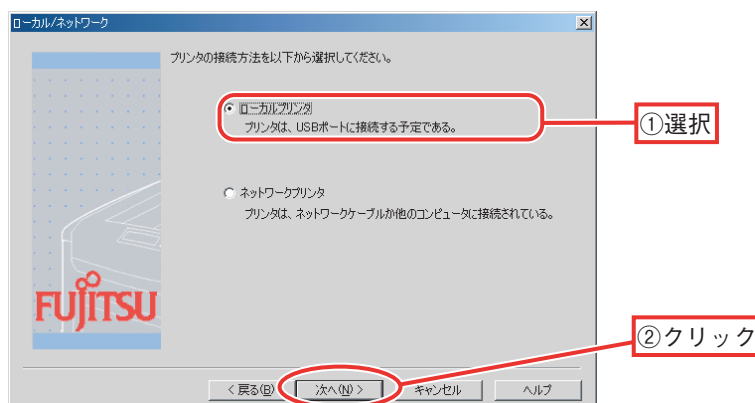 ローカル/ネットワーク
プリンタの接続方法を以下から選択してください。
ローカルプリンタ
プリンタは、USBポートに接続する予定である。
①選択
ネットワークプリンタ
プリンタは、ネットワークケーブルか他のコンピュータに接続されている。
FUJITSU
②クリック
< 戻る(B) 次へ(N) > キャンセル ヘルプ